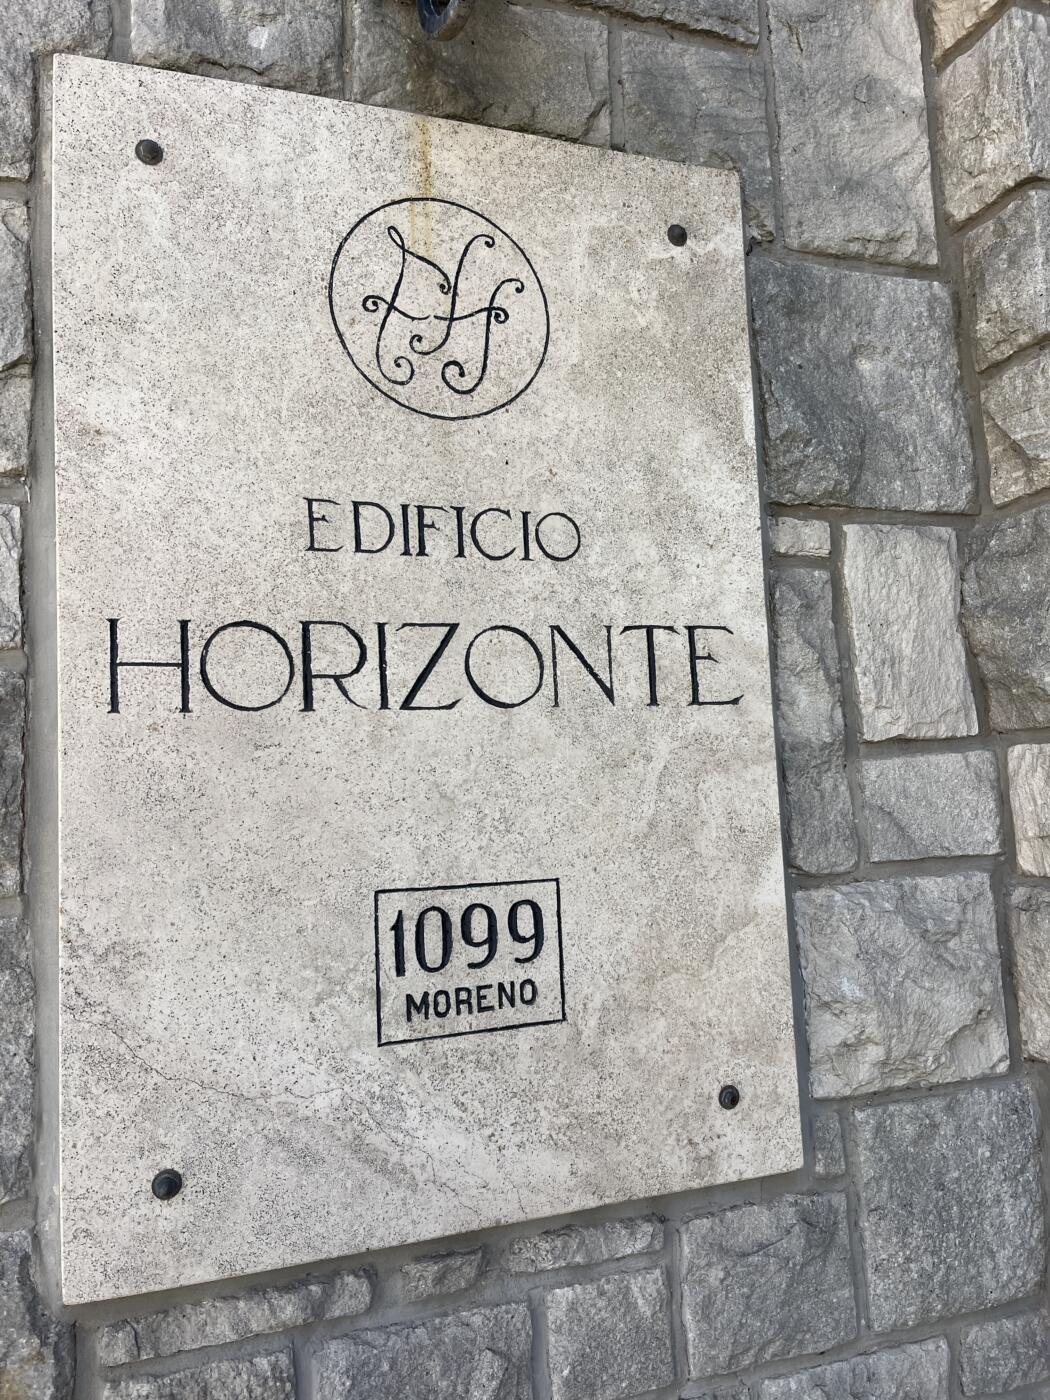 EDIFICIO
HORIZONTE
1099
MORENO